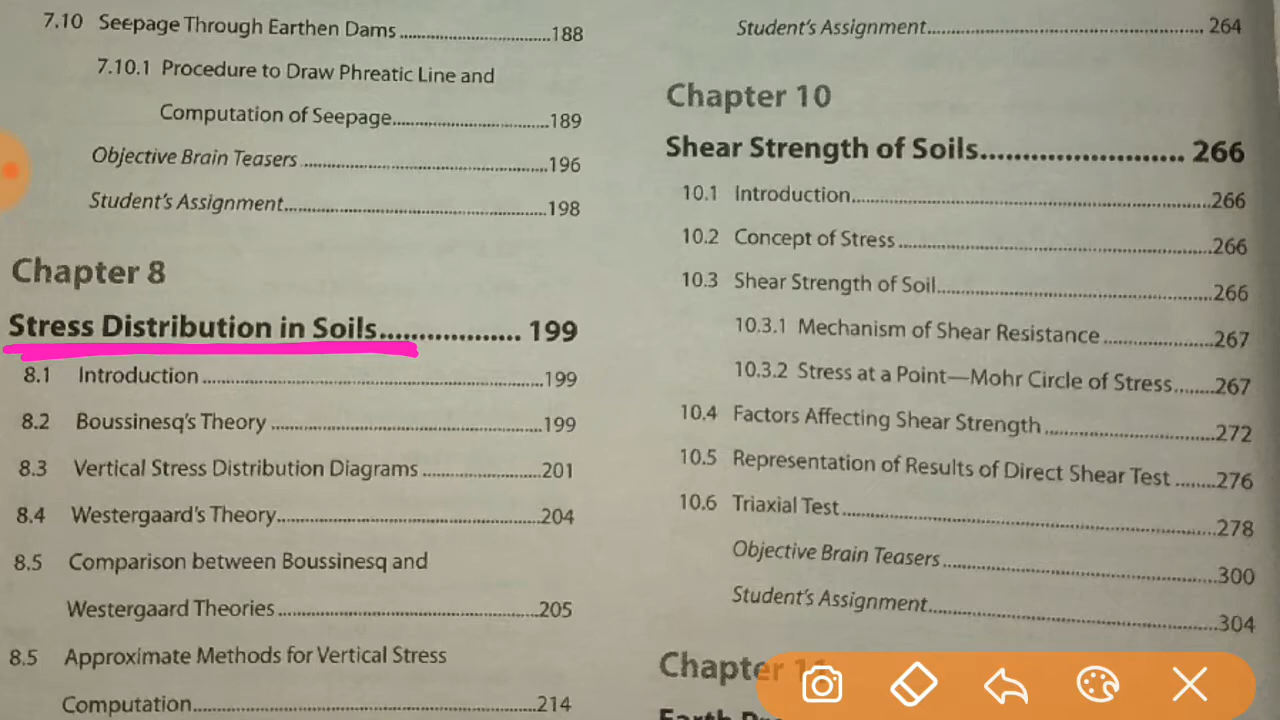 7.10 Seepage Through Earthen Dams ................................188
7.10.1 Procedure to Draw Phreatic Line and
Computation of Seepage................................189
Objective Brain Teasers ................................196
Student's Assignment................................198
Chapter 8
Stress Distribution in Soils.................. 199
8.1 Introduction ................................199
8.2 Boussinesq's Theory ................................199
8.3 Vertical Stress Distribution Diagrams ........................201
8.4 Westergaard's Theory................................204
8.5 Comparison between Boussinesq and
Westergaard Theories ................................205
8.5 Approximate Methods for Vertical Stress
Computation................................214
Student's Assignment................................ 264
Chapter 10
Shear Strength of Soils........................ 266
10.1 Introduction................................266
10.2 Concept of Stress ................................266
10.3 Shear Strength of Soil................................266
10.3.1 Mechanism of Shear Resistance ......................267
10.3.2 Stress at a Point—Mohr Circle of Stress........267
10.4 Factors Affecting Shear Strength ................................272
10.5 Representation of Results of Direct Shear Test ........276
10.6 Triaxial Test ................................278
Objective Brain Teasers ................................300
Student's Assignment................................304
Chapter 11